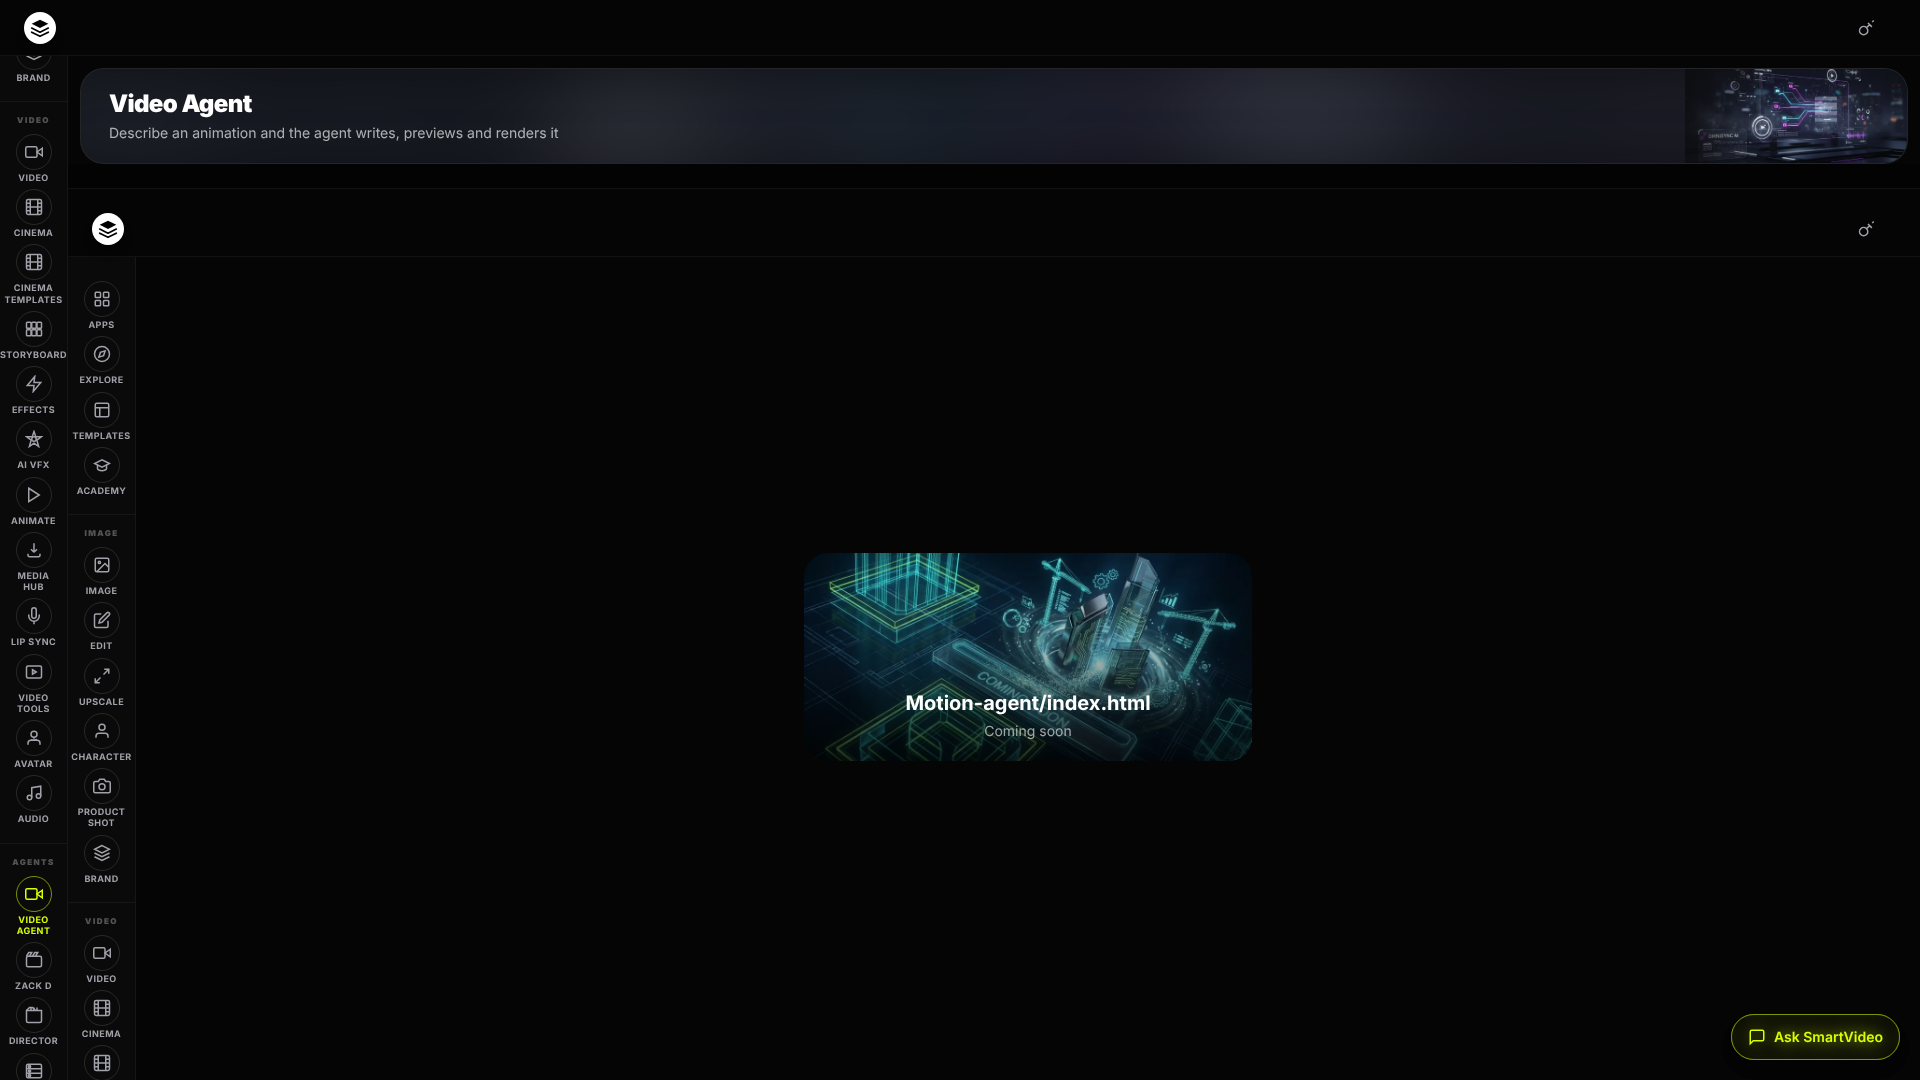 BRAND
VIDEO
VIDEO
CINEMA
CINEMA
TEMPLATES
STORYBOARD
EFFECTS
AI VFX
ANIMATE
MEDIA
HUB
LIP SYNC
VIDEO
TOOLS
AVATAR
AUDIO
AGENTS
VIDEO
AGENT
ZACK D
DIRECTOR
Video Agent
Describe an animation and the agent writes, previews and renders it
APPS
EXPLORE
TEMPLATES
ACADEMY
IMAGE
IMAGE
EDIT
UPSCALE
CHARACTER
PRODUCT
SHOT
BRAND
VIDEO
VIDEO
CINEMA
Motion-agent/index.html
Coming soon
Ask SmartVideo